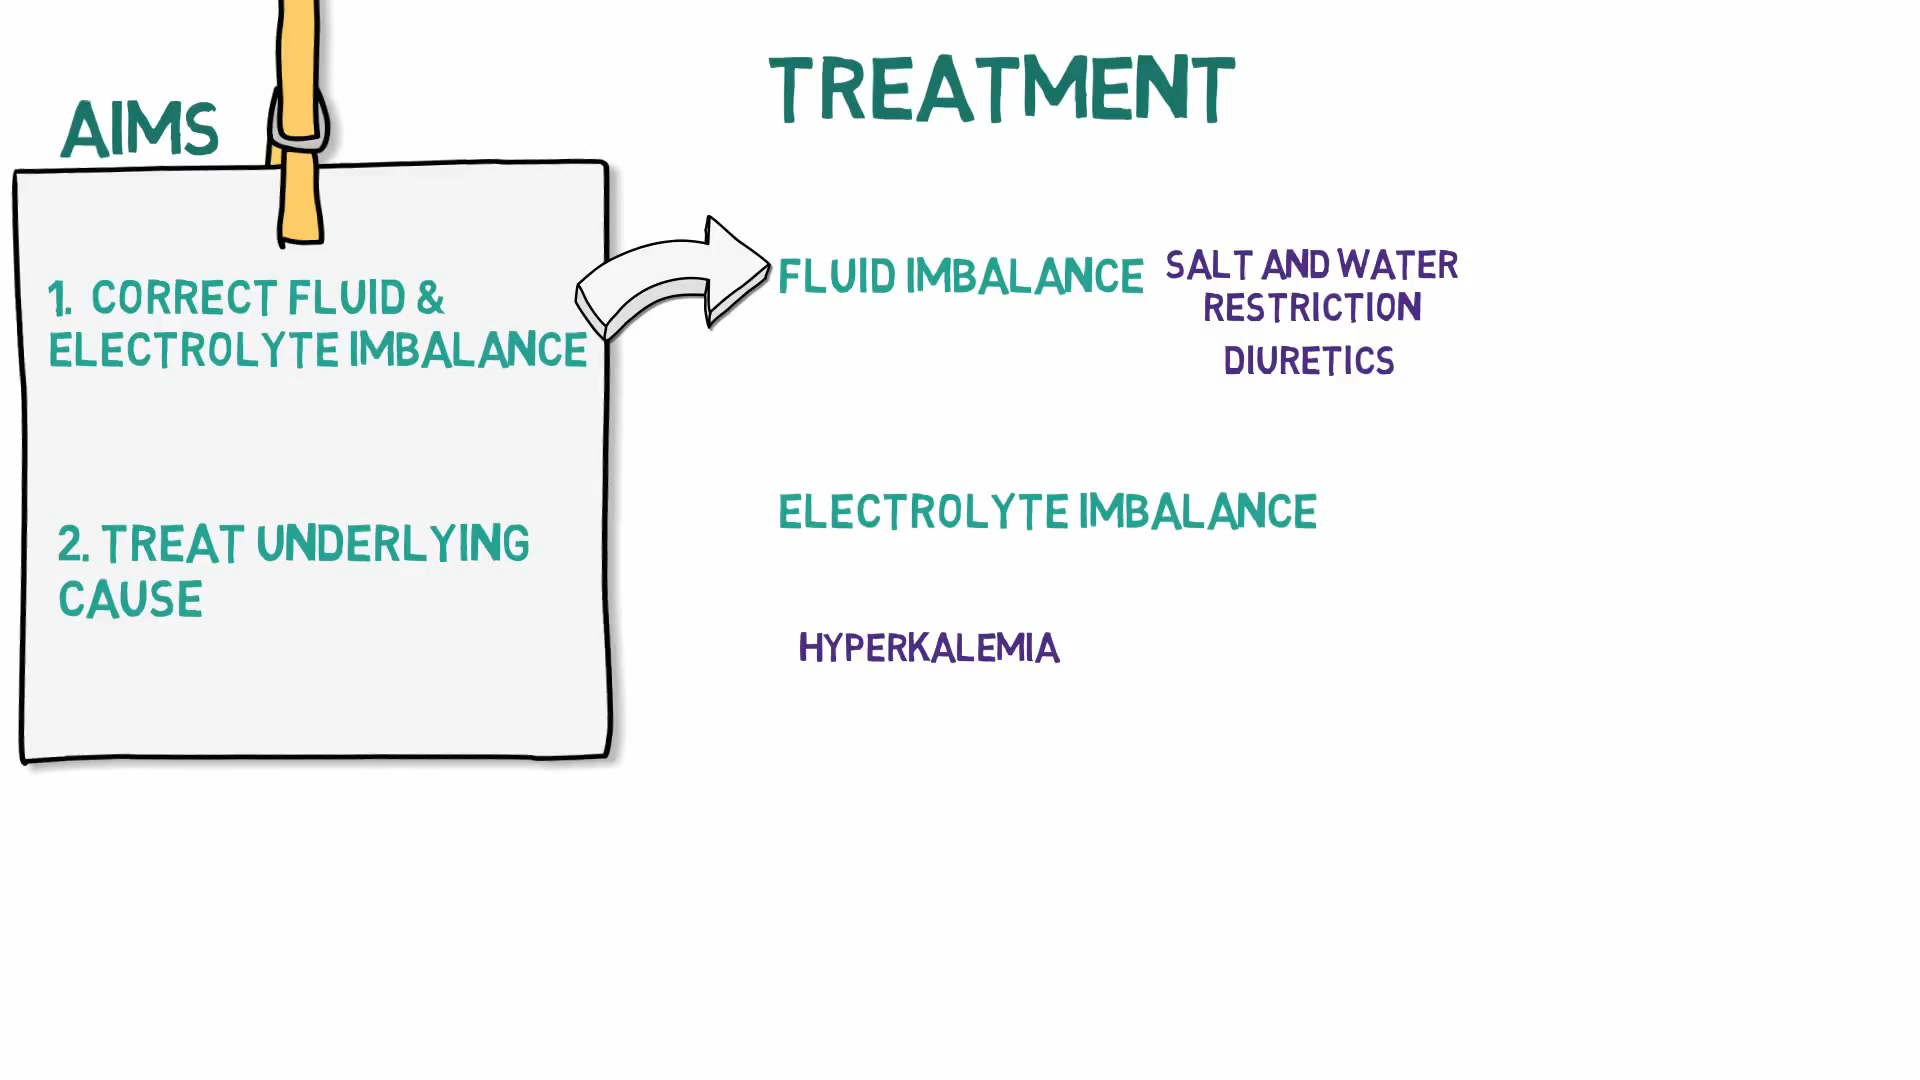 TREATMENT
AIMS
1. CORRECT FLUID &
ELECTROLYTE IMBALANCE
2. TREAT UNDERLYING
CAUSE
FLUID IMBALANCE
SALT AND WATER
RESTRICTION
DIURETICS
ELECTROLYTE IMBALANCE
HYPERKALEMIA